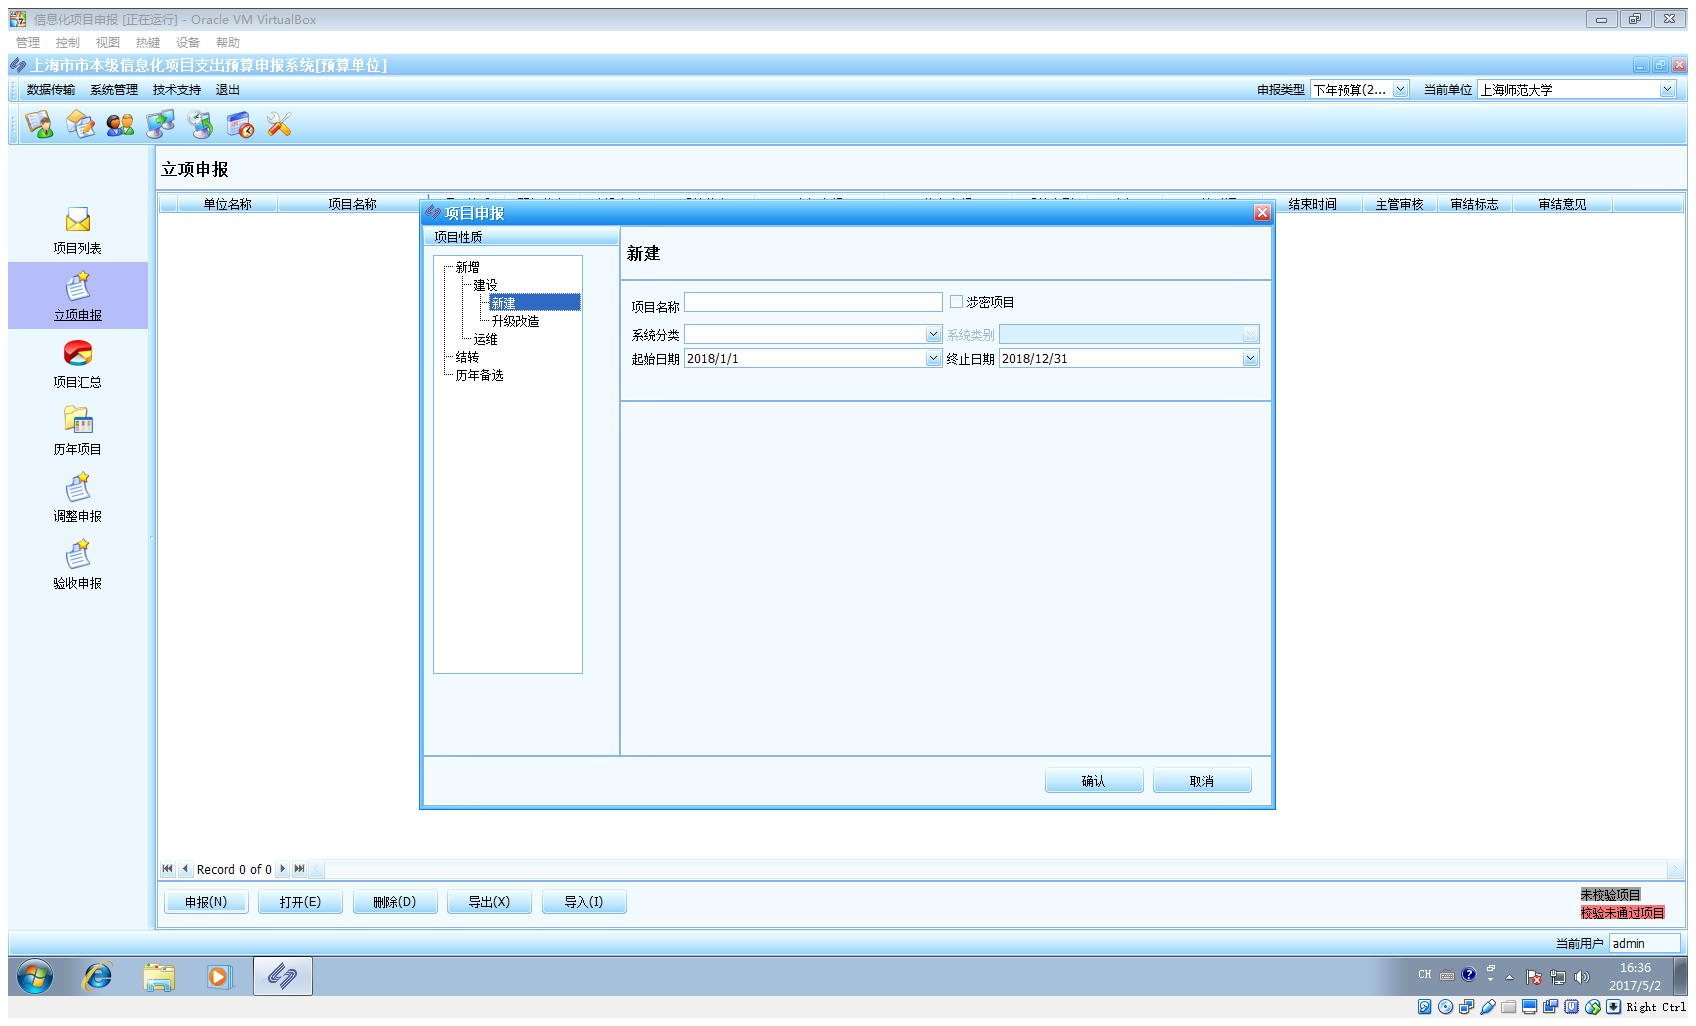 信息化项目申报 [正在运行] - Oracle VM VirtualBox
管理 控制 视图 热键 设备 帮助
上海市市本级信息化项目支出预算申报系统[预算单位]
数据传输 系统管理 技术支持 退出 申报类型 下年预算(2... 当前单位 上海师范大学
立项申报
单位名称 项目名称 结束时间 主管审核 审结标志 审结意见
项目列表
立项申报
项目汇总
历年项目
调整申报
验收申报
项目申报
项目性质
新增
建设
新建
升级改造
运维
结转
历年备选
新建
项目名称 涉密项目
系统分类 系统类别
起始日期 2018/1/1 终止日期 2018/12/31
确认 取消
Record 0 of 0
申报(N) 打开(E) 删除(D) 导出(X) 导入(I)
未校验项目
校验未通过项目
当前用户 admin
CH 16:36
2017/5/2
Right Ctrl